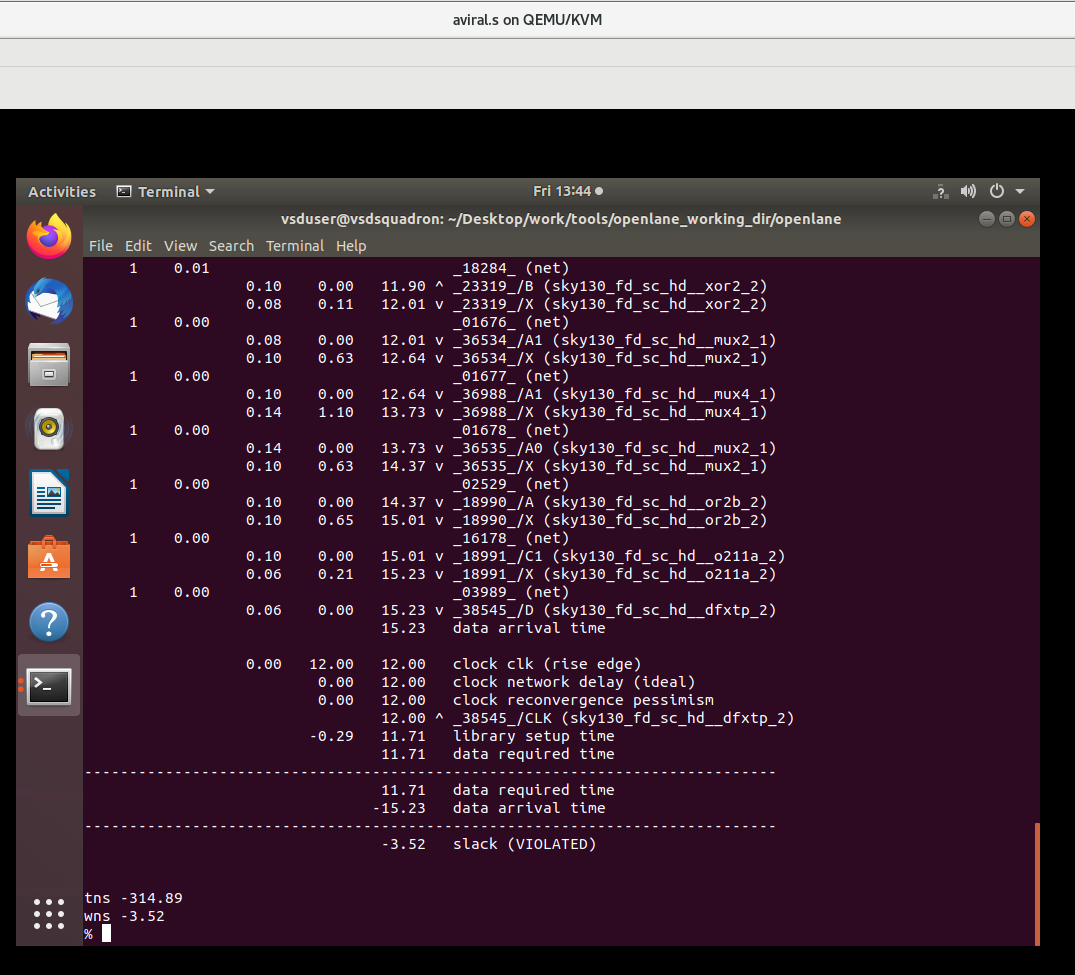 aviral.s on QEMU/KVM
Activities Terminal Fri 13:44
vsduser@vsdsquadron: ~/Desktop/work/tools/openlane_working_dir/openlane
File Edit View Search Terminal Help
1 0.01 _18284_ (net)
0.10 0.00 11.90 ^ _23319_/B (sky130_fd_sc_hd__xor2_2)
0.08 0.11 12.01 v _23319_/X (sky130_fd_sc_hd__xor2_2)
1 0.00 _01676_ (net)
0.08 0.00 12.01 v _36534_/A1 (sky130_fd_sc_hd__mux2_1)
0.10 0.63 12.64 v _36534_/X (sky130_fd_sc_hd__mux2_1)
1 0.00 _01677_ (net)
0.10 0.00 12.64 v _36988_/A1 (sky130_fd_sc_hd__mux4_1)
0.14 1.10 13.73 v _36988_/X (sky130_fd_sc_hd__mux4_1)
1 0.00 _01678_ (net)
0.14 0.00 13.73 v _36535_/A0 (sky130_fd_sc_hd__mux2_1)
0.10 0.63 14.37 v _36535_/X (sky130_fd_sc_hd__mux2_1)
1 0.00 _02529_ (net)
0.10 0.00 14.37 v _18990_/A (sky130_fd_sc_hd__or2b_2)
0.10 0.65 15.01 v _18990_/X (sky130_fd_sc_hd__or2b_2)
1 0.00 _16178_ (net)
0.10 0.00 15.01 v _18991_/C1 (sky130_fd_sc_hd__o211a_2)
0.06 0.21 15.23 v _18991_/X (sky130_fd_sc_hd__o211a_2)
1 0.00 _03989_ (net)
0.06 0.00 15.23 v _38545_/D (sky130_fd_sc_hd__dfxtp_2)
15.23 data arrival time
0.00 12.00 12.00 clock clk (rise edge)
0.00 12.00 clock network delay (ideal)
0.00 12.00 clock reconvergence pessimism
12.00 ^ _38545_/CLK (sky130_fd_sc_hd__dfxtp_2)
-0.29 11.71 library setup time
11.71 data required time
-----------------------------------------------------------------------------
11.71 data required time
-15.23 data arrival time
-----------------------------------------------------------------------------
-3.52 slack (VIOLATED)
tns -314.89
wns -3.52
%